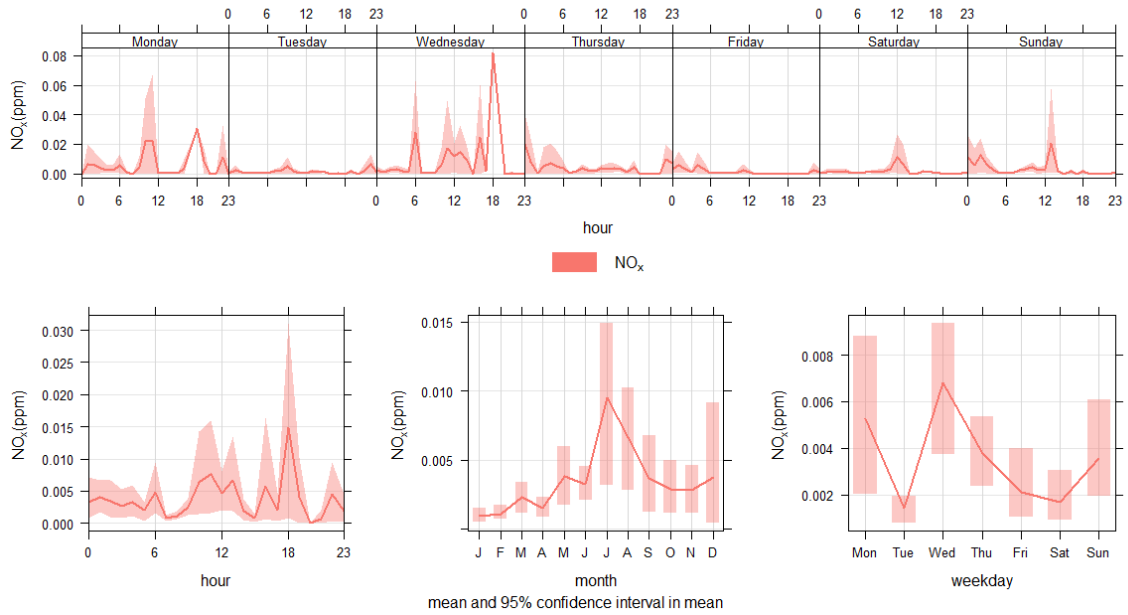 0 6 12 18 23 0 6 12 18 23 0 6 12 18 23
Monday Tuesday Wednesday Thursday Friday Saturday Sunday
NOₓ(ppm)
0.08
0.06
0.04
0.02
0.00
0 6 12 18 23 0 6 12 18 23 0 6 12 18 23 0 6 12 18 23
hour
NOₓ
NOₓ(ppm)
0.030
0.025
0.020
0.015
0.010
0.005
0.000
0 6 12 18 23
hour
NOₓ(ppm)
0.015
0.010
0.005
J F M A M J J A S O N D
month
NOₓ(ppm)
0.008
0.006
0.004
0.002
Mon Tue Wed Thu Fri Sat Sun
weekday
mean and 95% confidence interval in mean